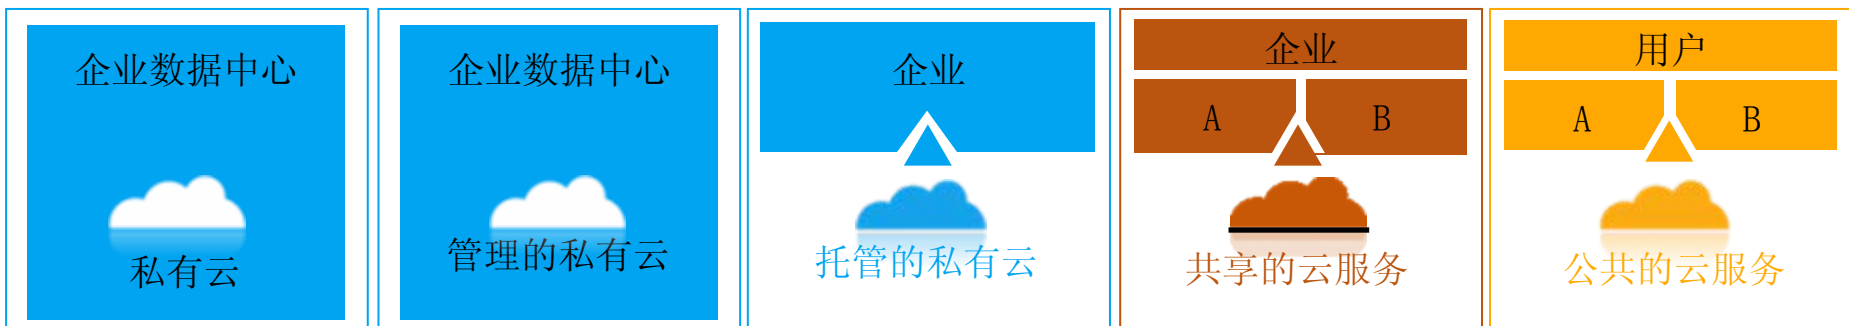 企业数据中心
私有云
企业数据中心
管理的私有云
企业
托管的私有云
企业
A
B
共享的云服务
用户
A
B
公共的云服务